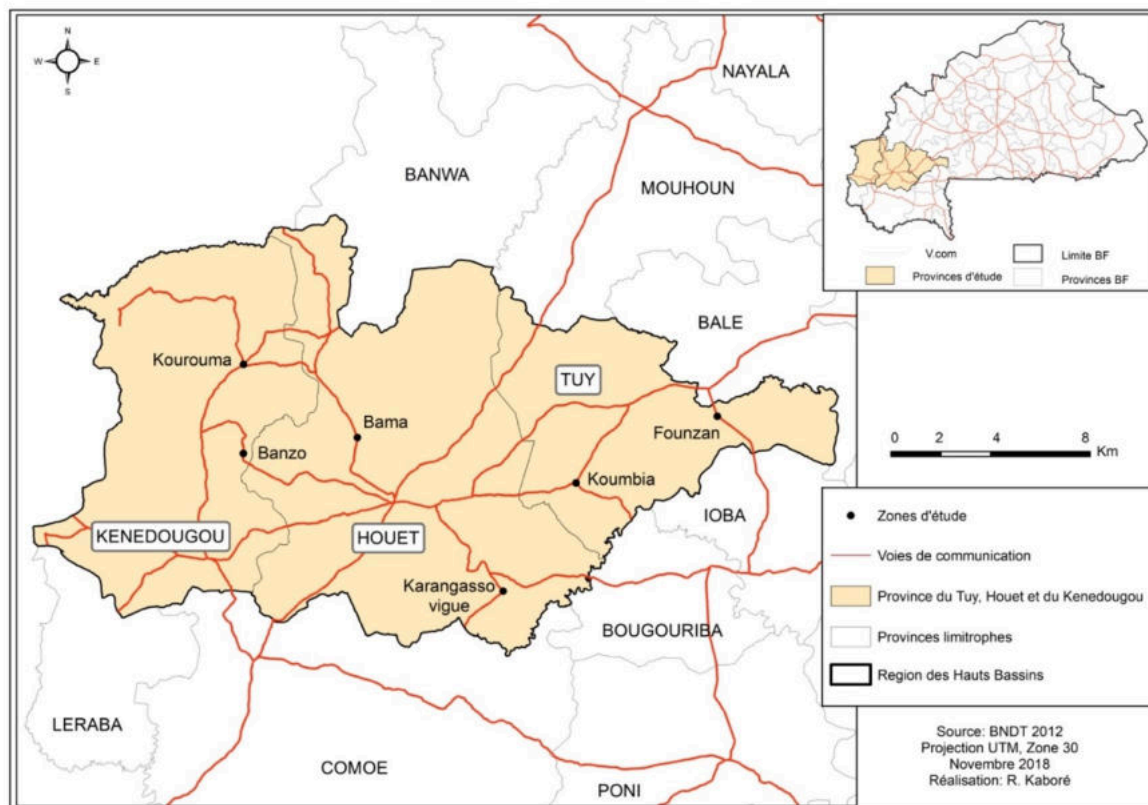 N
W
E
S
NAYALA
BANWA
MOUHOUN
BALE
TUY
Kourouma
Bama
Banzo
Founzan
Koumbia
IOBA
KENEDOUGOU
HOUET
Karangasso
vigue
BOUGOURIBA
LERABA
COMOE
PONI
V.com
Limite BF
Provinces d'étude
Provinces BF
0 2 4 8
Km
Zones d'étude
Voies de communication
Province du Tuy, Houet et du Kenedougou
Provinces limitrophes
Region des Hauts Bassins
Source: BNDT 2012
Projection UTM, Zone 30
Novembre 2018
Réalisation: R. Kaboré